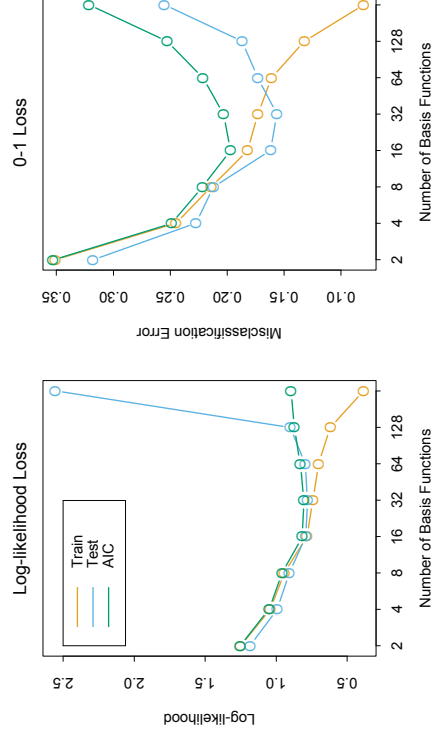 Log-likelihood Loss
2.5
2.0
1.5
1.0
0.5
Log-likelihood
Train
Test
AIC
2
4
8
16
32
64
128
Number of Basis Functions
0-1 Loss
0.35
0.30
0.25
0.20
0.15
0.10
Misclassification Error
2
4
8
16
32
64
128
Number of Basis Functions